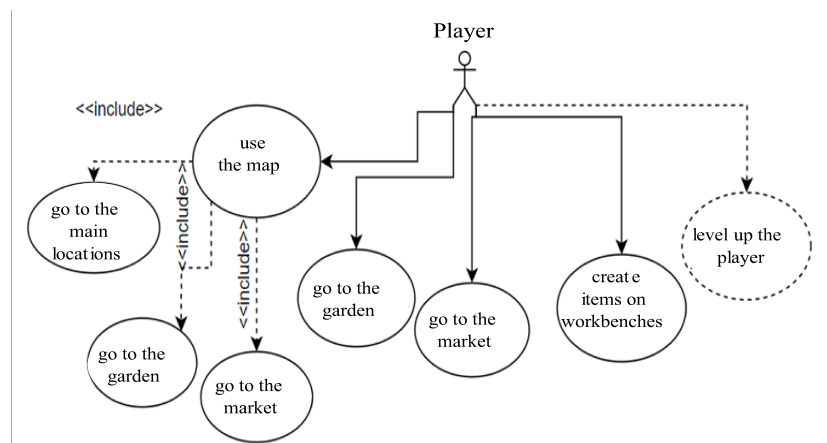 Player
<<include>>
use
the map
go to the
main
locations
<<include>>
<<include>>
go to the
garden
go to the
market
go to the
garden
go to the
market
create
items on
workbenches
level up the
player